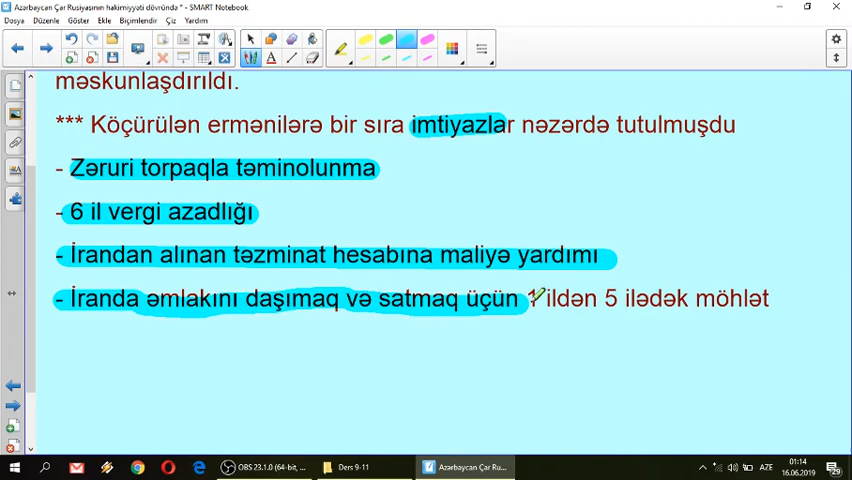 Azərbaycan Çar Rusiyasının hakimiyyəti dövründə * - SMART Notebook
Dosya Düzenle Göster Ekle Biçimlendir Çiz Yardım
məskunlaşdırıldı.
*** Köçürülən ermənilərə bir sıra imtiyazlar nəzərdə tutulmuşdu
- Zəruri torpaqla təminolunma
- 6 il vergi azadlığı
- İrandan alınan təzminat hesabına maliyə yardımı
- İranda əmlakını daşımaq və satmaq üçün 1 ildən 5 ilədək möhlət
OBS 23.1.0 (64-bit, ... Ders 9-11 Azərbaycan Çar Ru... AZE 01:14
16.06.2019 29